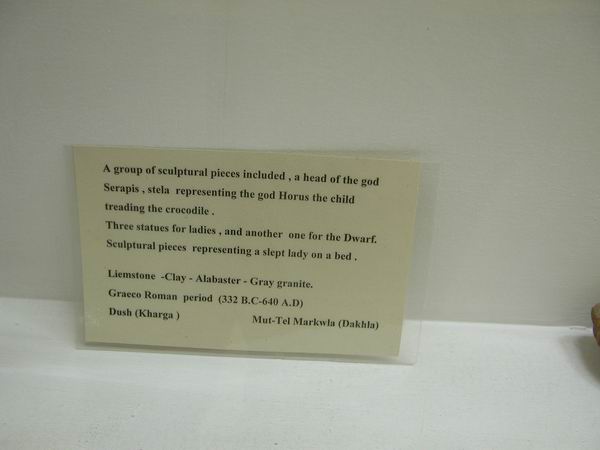 A group of sculptural pieces included , a head of the god
Serapis , stela representing the god Horus the child
treading the crocodile .
Three statues for ladies , and another one for the Dwarf.
Sculptural pieces representing a slept lady on a bed .
Liemstone -Clay - Alabaster - Gray granite.
Graeco Roman period (332 B.C-640 A.D)
Dush (Kharga ) Mut-Tel Markwla (Dakhla)